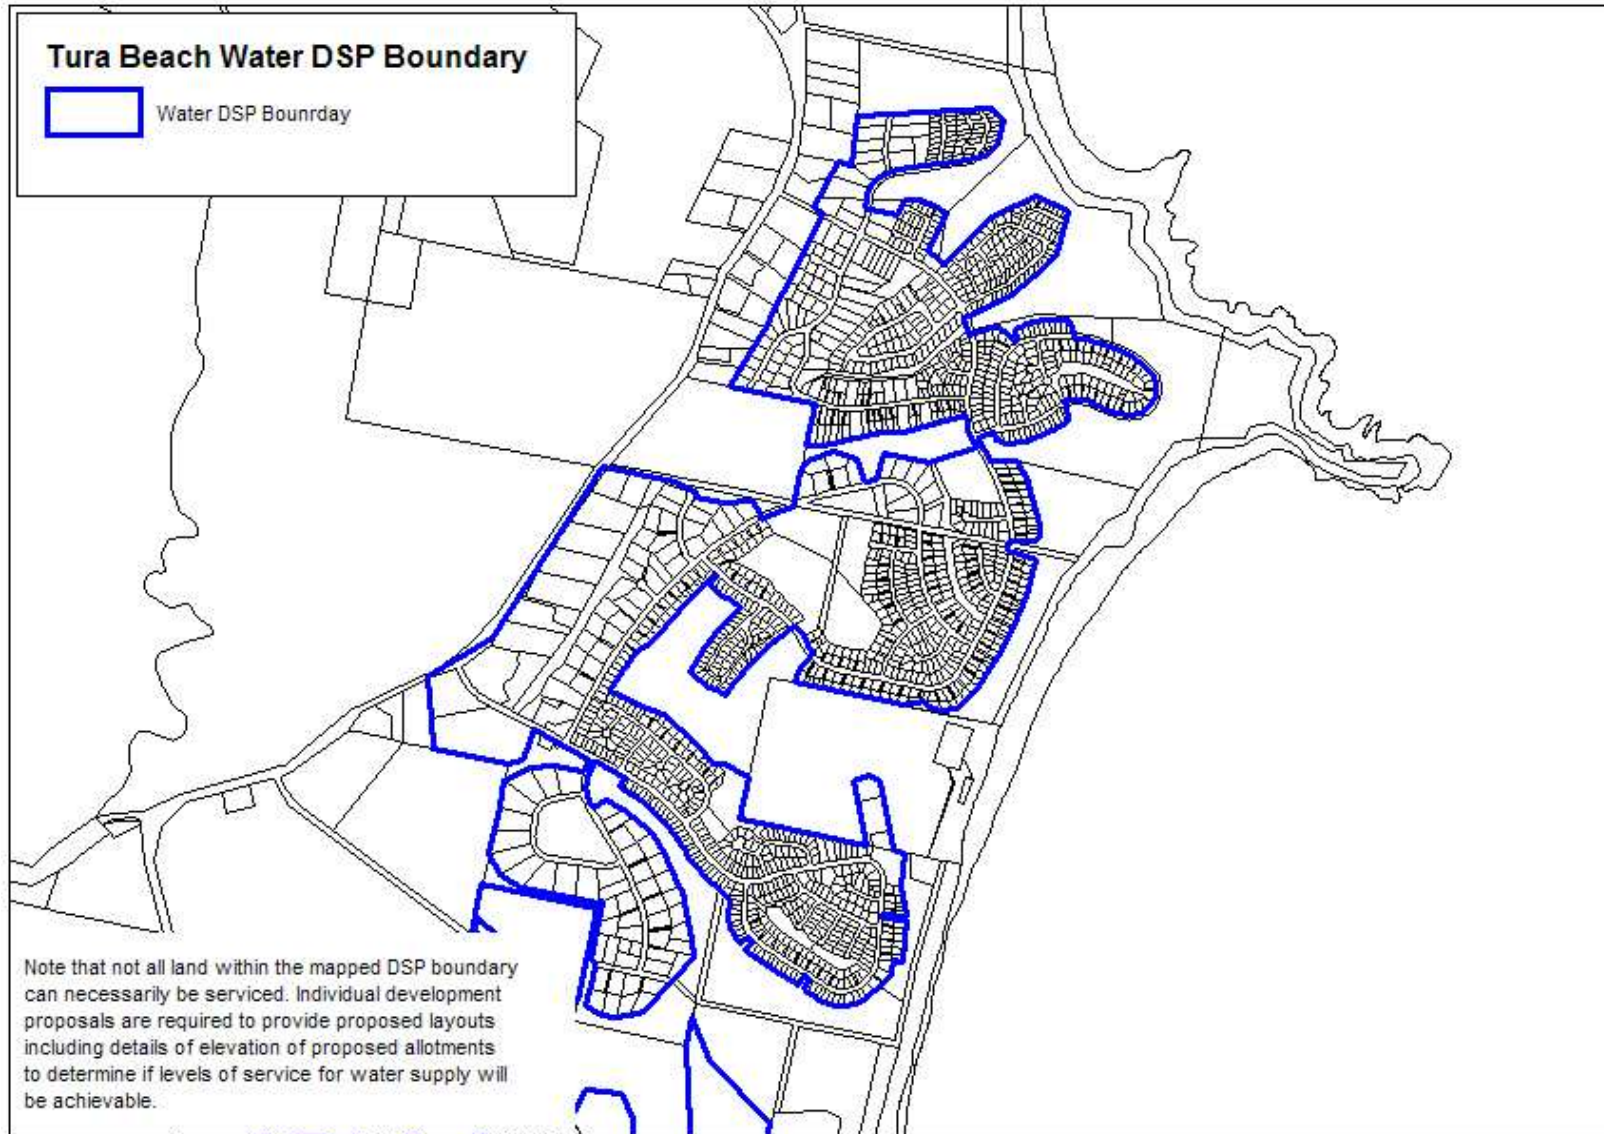 Tura Beach Water DSP Boundary
Water DSP Bounrday
Note that not all land within the mapped DSP boundary
can necessarily be serviced. Individual development
proposals are required to provide proposed layouts
including details of elevation of proposed allotments
to determine if levels of service for water supply will
be achievable.